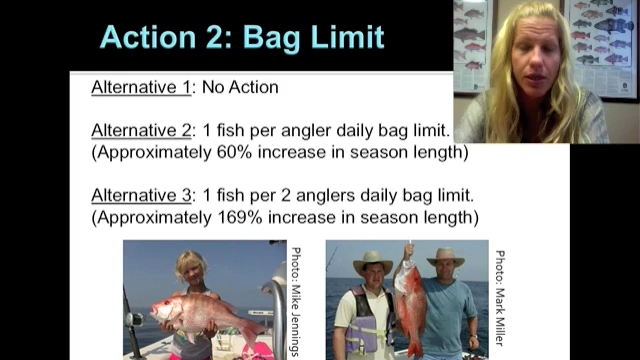 Action 2: Bag Limit
Alternative 1: No Action
Alternative 2: 1 fish per angler daily bag limit.
(Approximately 60% increase in season length)
Alternative 3: 1 fish per 2 anglers daily bag limit.
(Approximately 169% increase in season length)
Photo: Mike Jennings
Photo: Mark Miller